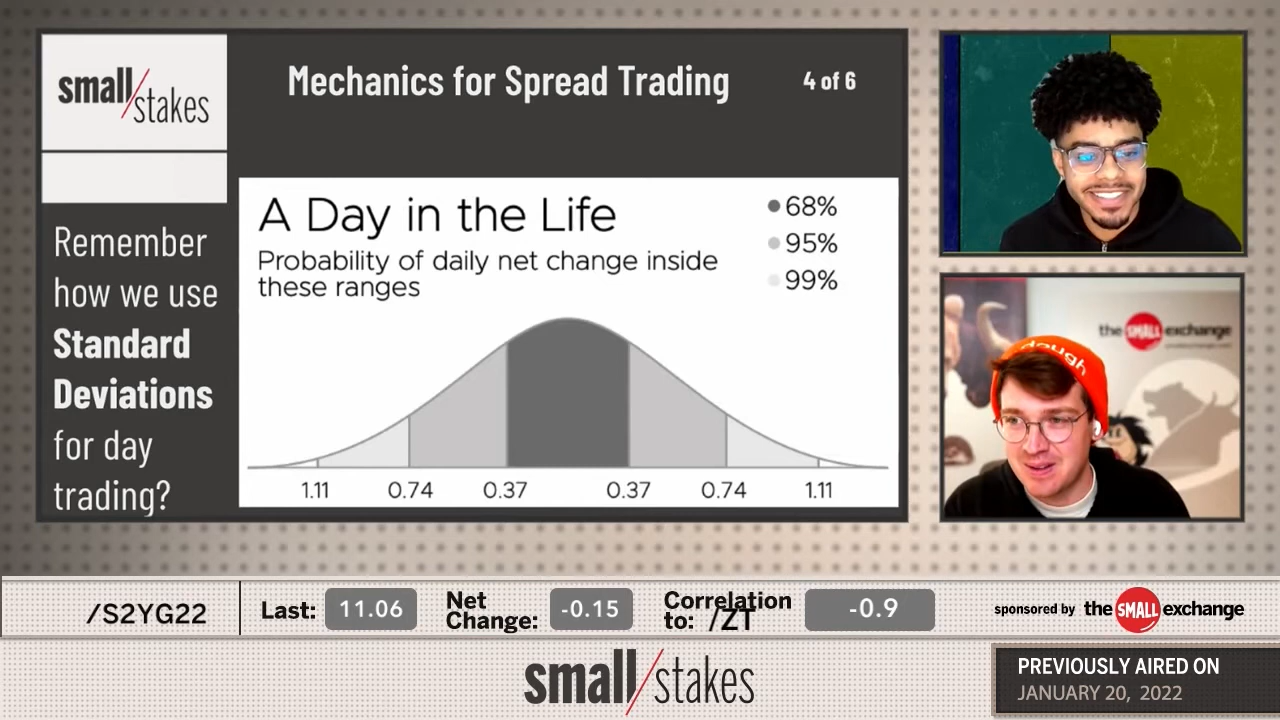 small/stakes
Mechanics for Spread Trading
4 of 6
Remember
how we use
Standard
Deviations
for day
trading?
A Day in the Life
Probability of daily net change inside
these ranges
68%
95%
99%
1.11 0.74 0.37 0.37 0.74 1.11
the SMALL exchange
dough
/S2YG22
Last: 11.06
Net
Change: -0.15
Correlation
to: /ZT -0.9
sponsored by the SMALL exchange
small/stakes
PREVIOUSLY AIRED ON
JANUARY 20, 2022